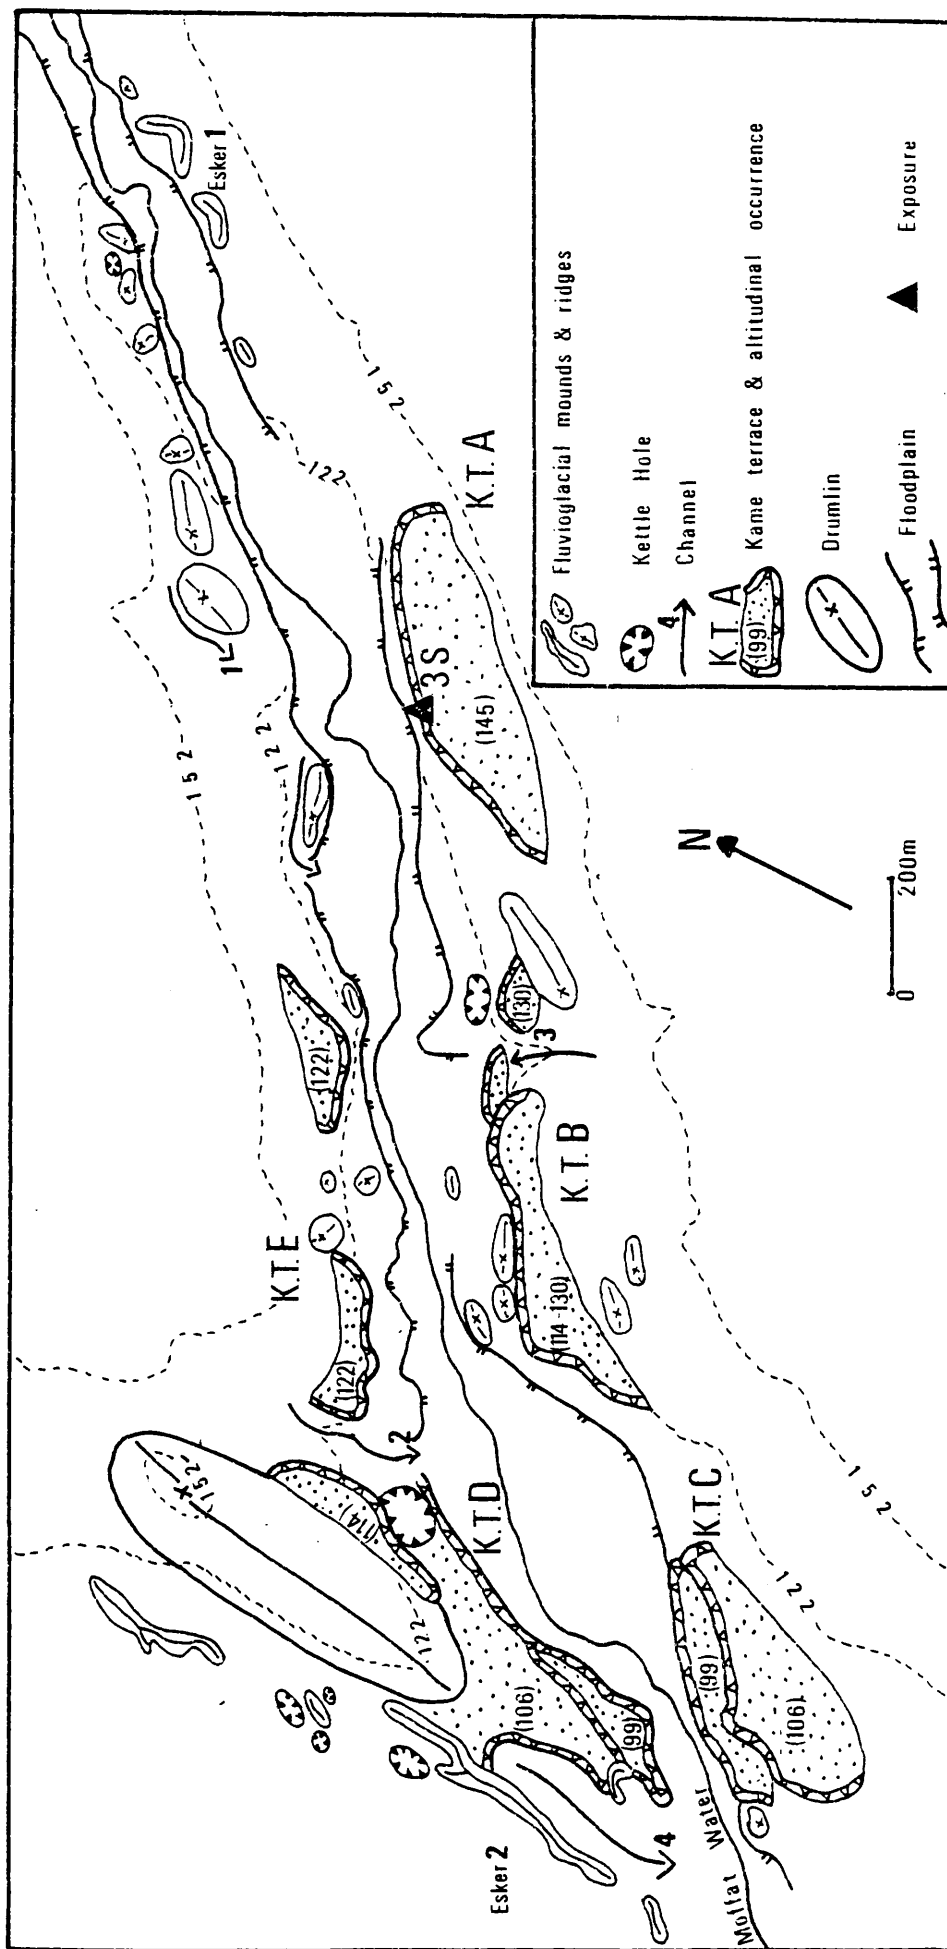 Esker 1
152
122
K.T.A
(145)
3S
1
152
122
(122)
K.T.E
(122)
2
(130)
3
K.T.B
(114-130)
152
(114)
122
K.T.D
(106)
(99)
Esker 2
4
K.T.C
(99)
(106)
122
152
Moffat Water
N
0 200m
Fluvioglacial mounds & ridges
Kettle Hole
4 Channel
K.T. A
(99) Kame terrace & altitudinal occurrence
Drumlin
Floodplain
Exposure